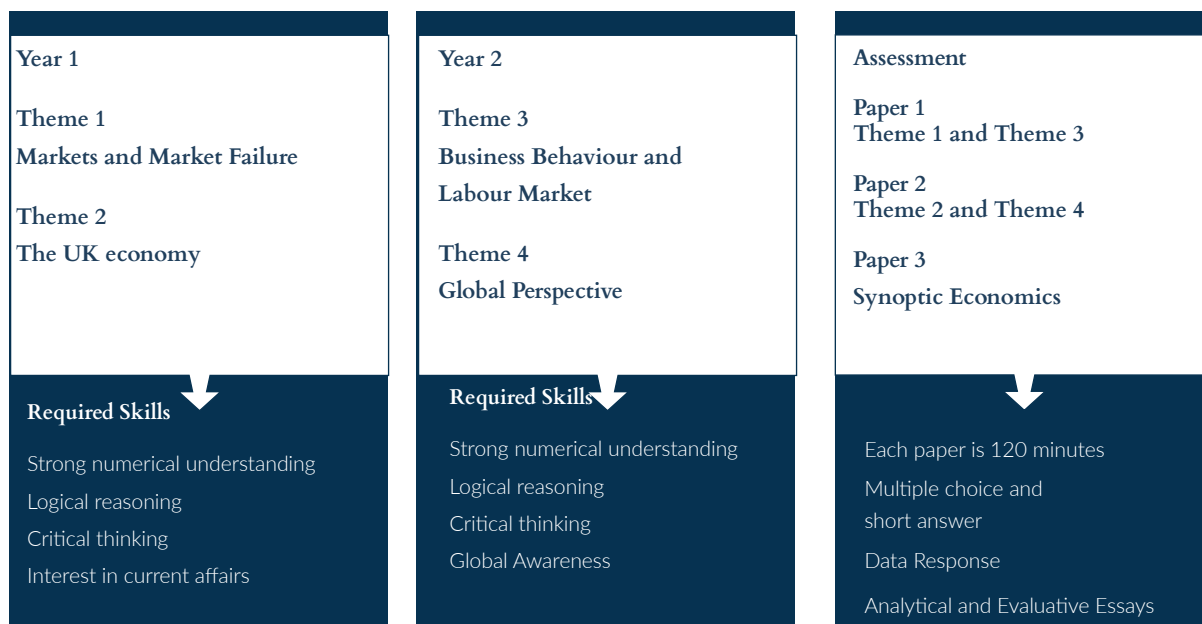 Year 1
Theme 1
Markets and Market Failure
Theme 2
The UK economy
Required Skills
Strong numerical understanding
Logical reasoning
Critical thinking
Interest in current affairs
Year 2
Theme 3
Business Behaviour and
Labour Market
Theme 4
Global Perspective
Required Skills
Strong numerical understanding
Logical reasoning
Critical thinking
Global Awareness
Assessment
Paper 1
Theme 1 and Theme 3
Paper 2
Theme 2 and Theme 4
Paper 3
Synoptic Economics
Each paper is 120 minutes
Multiple choice and
short answer
Data Response
Analytical and Evaluative Essays